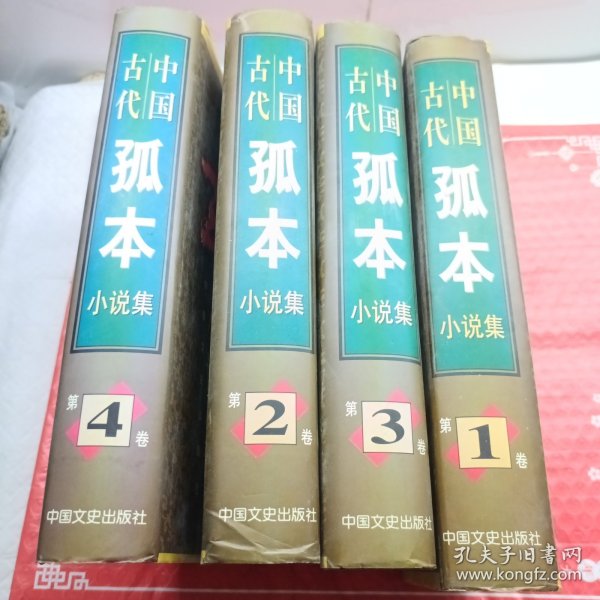 中国
古代
孤本
小说集
第4卷
中国文史出版社
中国
古代
孤本
小说集
第2卷
中国文史出版社
中国
古代
孤本
小说集
第3卷
中国文史出版社
中国
古代
孤本
小说集
第1卷
中国文史出版社
孔夫子旧书网
www.kongfz.com